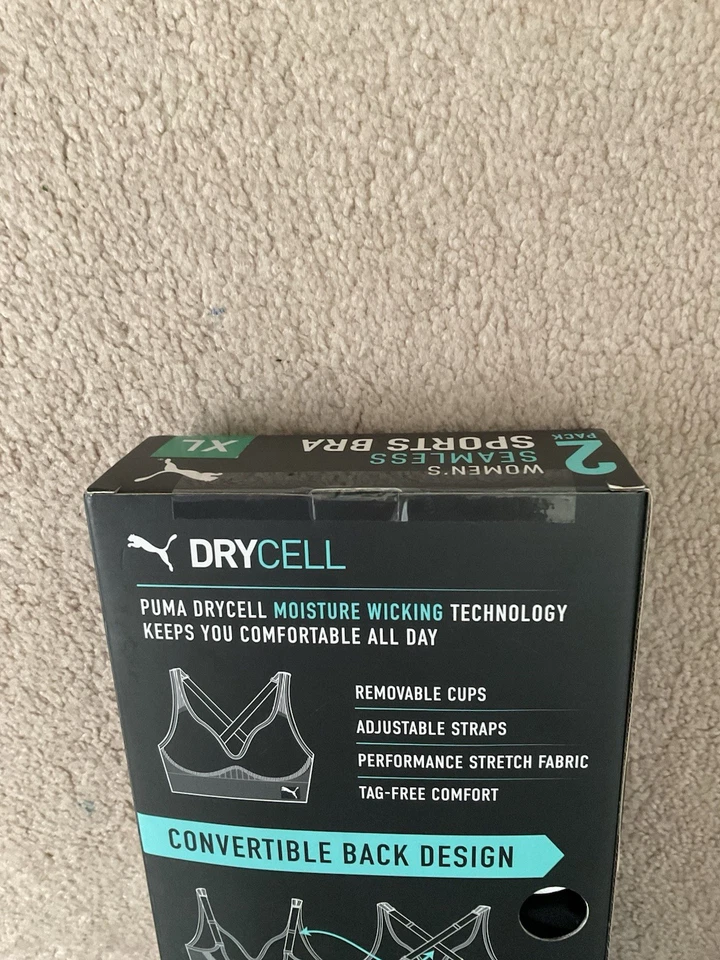 2
PACK
WOMEN'S
SEAMLESS
SPORTS BRA
XL
DRYCELL
PUMA DRYCELL MOISTURE WICKING TECHNOLOGY
KEEPS YOU COMFORTABLE ALL DAY
REMOVABLE CUPS
ADJUSTABLE STRAPS
PERFORMANCE STRETCH FABRIC
TAG-FREE COMFORT
CONVERTIBLE BACK DESIGN